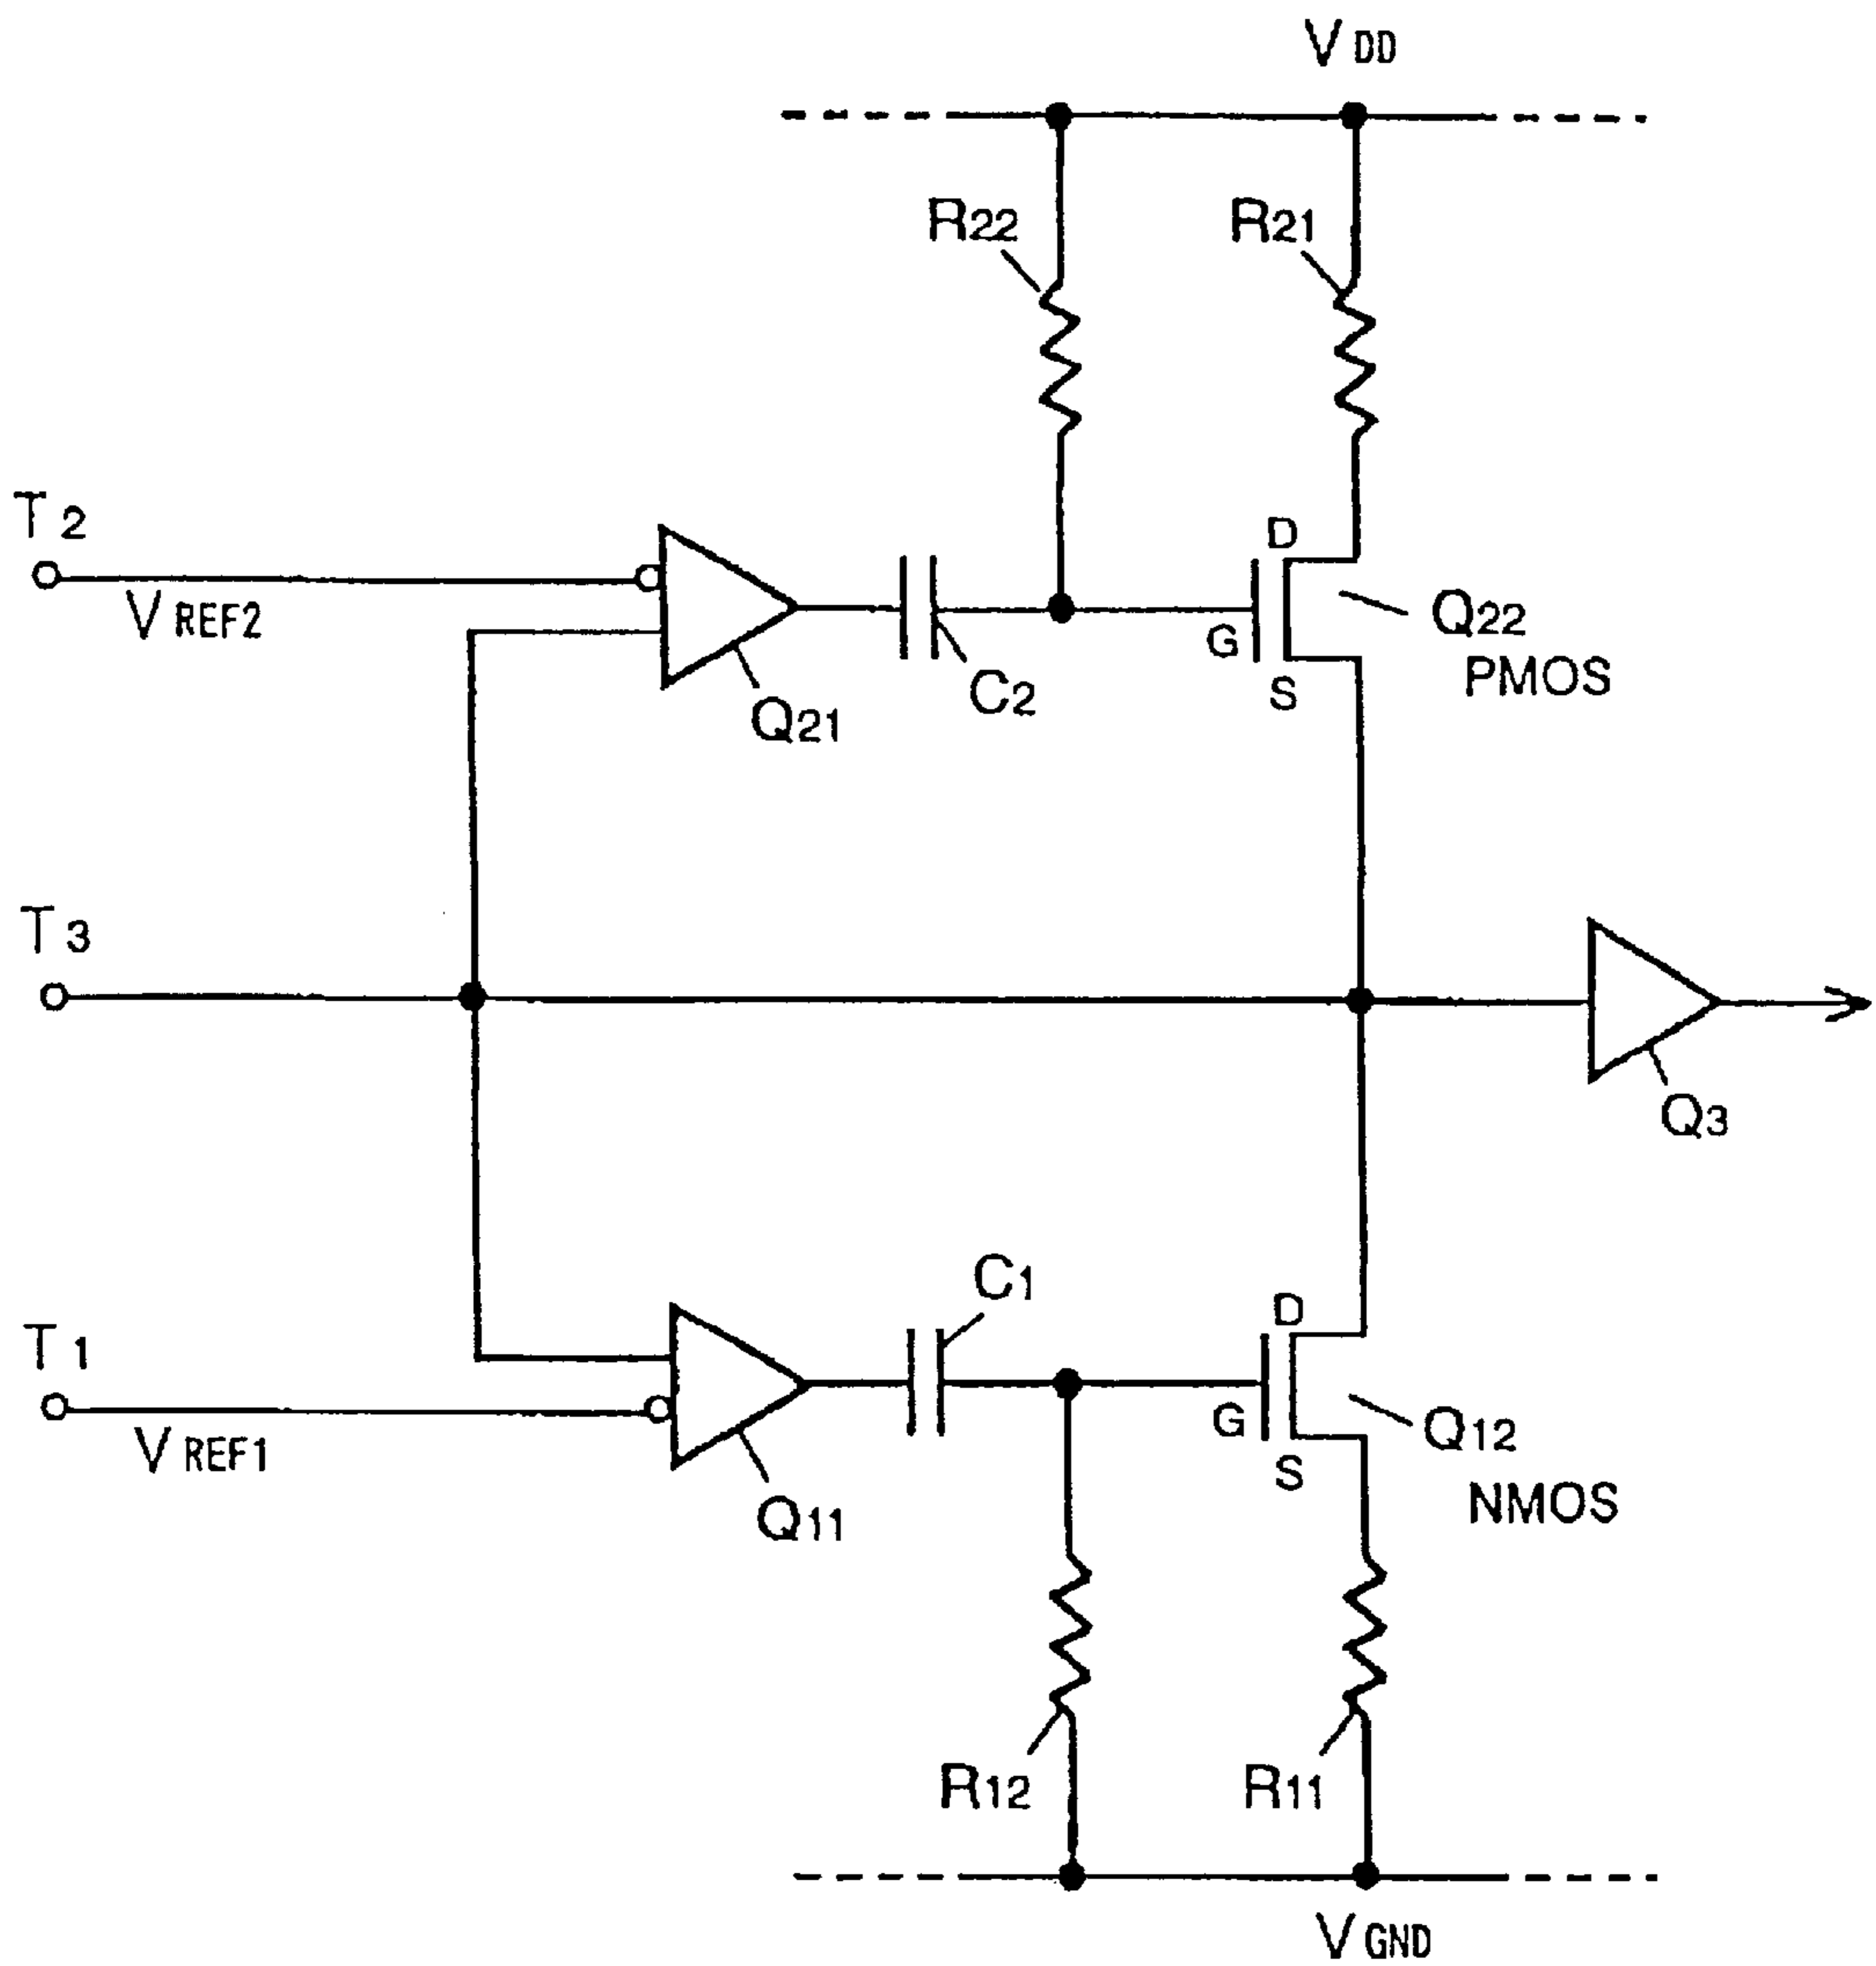 VDD
R22
R21
T2
VREF2
D
G
S
Q22
PMOS
C2
Q21
T3
Q3
C1
T1
VREF1
D
G
S
Q12
NMOS
Q11
R12
R11
VGND